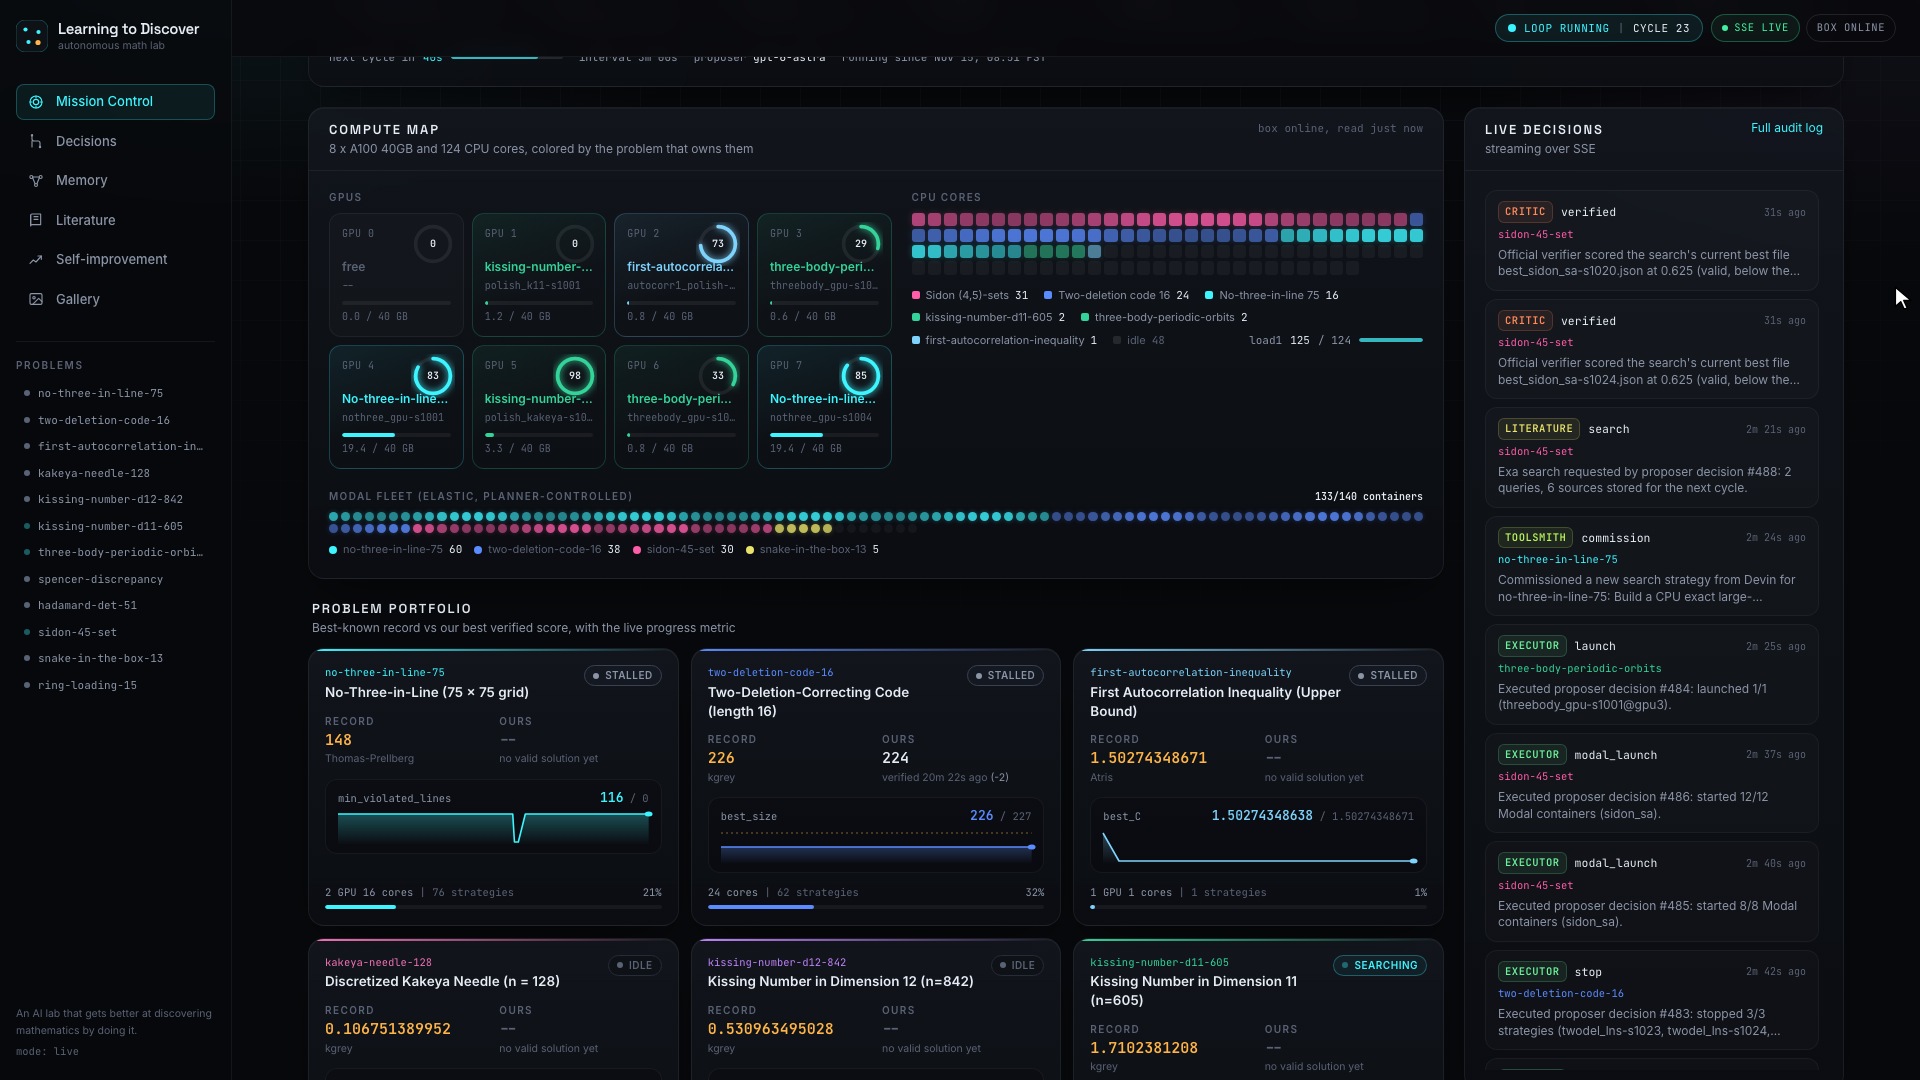 Learning to Discover
autonomous math lab
LOOP RUNNING | CYCLE 23
SSE LIVE
BOX ONLINE
next cycle in 40s interval 3m 00s proposer gpt-6-astra running since Nov 15, 08:51 PST
Mission Control
Decisions
Memory
Literature
Self-improvement
Gallery
PROBLEMS
no-three-in-line-75
two-deletion-code-16
first-autocorrelation-in…
kakeya-needle-128
kissing-number-d12-842
kissing-number-d11-605
three-body-periodic-orbi…
spencer-discrepancy
hadamard-det-51
sidon-45-set
snake-in-the-box-13
ring-loading-15
An AI lab that gets better at discovering
mathematics by doing it.
mode: live
COMPUTE MAP
box online, read just now
8 x A100 40GB and 124 CPU cores, colored by the problem that owns them
GPUS
GPU 0
0
free
--
0.0 / 40 GB
GPU 1
0
kissing-number-…
polish_k11-s1001
1.2 / 40 GB
GPU 2
73
first-autocorrela…
autocorr1_polish-…
0.8 / 40 GB
GPU 3
29
three-body-peri…
threebody_gpu-s10…
0.6 / 40 GB
GPU 4
83
No-three-in-line…
nothree_gpu-s1001
19.4 / 40 GB
GPU 5
98
kissing-number-…
polish_kakeya-s10…
3.3 / 40 GB
GPU 6
33
three-body-peri…
threebody_gpu-s10…
0.8 / 40 GB
GPU 7
85
No-three-in-line…
nothree_gpu-s1004
19.4 / 40 GB
CPU CORES
Sidon (4,5)-sets 31 Two-deletion code 16 24 No-three-in-line 75 16
kissing-number-d11-605 2 three-body-periodic-orbits 2
first-autocorrelation-inequality 1 idle 48 load1 125 / 124
MODAL FLEET (ELASTIC, PLANNER-CONTROLLED)
133/140 containers
no-three-in-line-75 60 two-deletion-code-16 38 sidon-45-set 30 snake-in-the-box-13 5
PROBLEM PORTFOLIO
Best-known record vs our best verified score, with the live progress metric
no-three-in-line-75
STALLED
No-Three-in-Line (75 × 75 grid)
RECORD OURS
148 --
Thomas-Prellberg no valid solution yet
min_violated_lines 116 / 0
2 GPU 16 cores | 76 strategies 21%
two-deletion-code-16
STALLED
Two-Deletion-Correcting Code
(length 16)
RECORD OURS
226 224
kgrey verified 20m 22s ago (-2)
best_size 226 / 227
24 cores | 62 strategies 32%
first-autocorrelation-inequality
STALLED
First Autocorrelation Inequality (Upper
Bound)
RECORD OURS
1.50274348671 --
Atris no valid solution yet
best_C 1.50274348638 / 1.50274348671
1 GPU 1 cores | 1 strategies 1%
kakeya-needle-128
IDLE
Discretized Kakeya Needle (n = 128)
RECORD OURS
0.106751389952 --
kgrey no valid solution yet
kissing-number-d12-842
IDLE
Kissing Number in Dimension 12 (n=842)
RECORD OURS
0.530963495028 --
kgrey no valid solution yet
kissing-number-d11-605
SEARCHING
Kissing Number in Dimension 11
(n=605)
RECORD OURS
1.7102381208 --
kgrey no valid solution yet
LIVE DECISIONS
Full audit log
streaming over SSE
CRITIC verified 31s ago
sidon-45-set
Official verifier scored the search's current best file
best_sidon_sa-s1020.json at 0.625 (valid, below the…
CRITIC verified 31s ago
sidon-45-set
Official verifier scored the search's current best file
best_sidon_sa-s1024.json at 0.625 (valid, below the…
LITERATURE search 2m 21s ago
sidon-45-set
Exa search requested by proposer decision #488: 2
queries, 6 sources stored for the next cycle.
TOOLSMITH commission 2m 24s ago
no-three-in-line-75
Commissioned a new search strategy from Devin for
no-three-in-line-75: Build a CPU exact large-…
EXECUTOR launch 2m 25s ago
three-body-periodic-orbits
Executed proposer decision #484: launched 1/1
(threebody_gpu-s1001@gpu3).
EXECUTOR modal_launch 2m 37s ago
sidon-45-set
Executed proposer decision #486: started 12/12
Modal containers (sidon_sa).
EXECUTOR modal_launch 2m 40s ago
sidon-45-set
Executed proposer decision #485: started 8/8 Modal
containers (sidon_sa).
EXECUTOR stop 2m 42s ago
two-deletion-code-16
Executed proposer decision #483: stopped 3/3
strategies (twodel_lns-s1023, twodel_lns-s1024,…